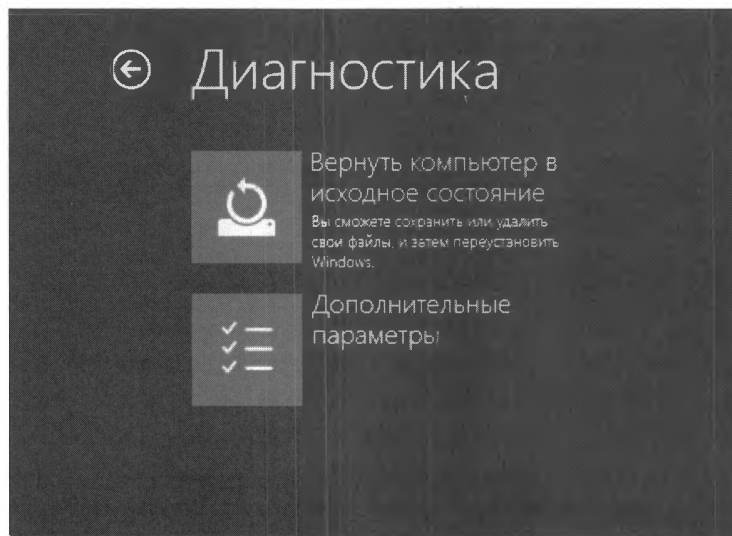 Диагностика
Вернуть компьютер в
исходное состояние
Вы сможете сохранить или удалить
свои файлы, и затем переустановить
Windows.
Дополнительные
параметры